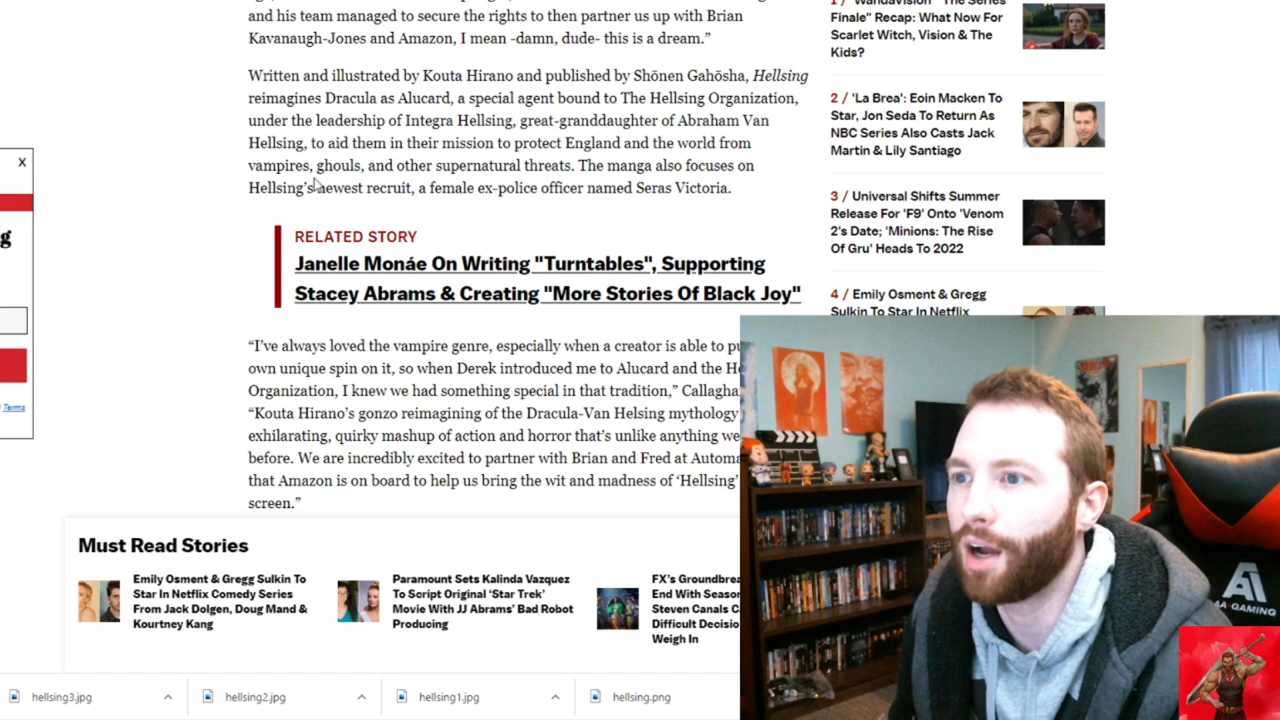 and his team managed to secure the rights to then partner us up with Brian
Kavanaugh-Jones and Amazon, I mean -damn, dude- this is a dream.”
Written and illustrated by Kouta Hirano and published by Shōnen Gahōsha, Hellsing
reimagines Dracula as Alucard, a special agent bound to The Hellsing Organization,
under the leadership of Integra Hellsing, great-granddaughter of Abraham Van
Hellsing, to aid them in their mission to protect England and the world from
vampires, ghouls, and other supernatural threats. The manga also focuses on
Hellsing’s newest recruit, a female ex-police officer named Seras Victoria.
RELATED STORY
Janelle Monáe On Writing "Turntables", Supporting
Stacey Abrams & Creating "More Stories Of Black Joy"
“I’ve always loved the vampire genre, especially when a creator is able to pu
own unique spin on it, so when Derek introduced me to Alucard and the He
Organization, I knew we had something special in that tradition,” Callagha
“Kouta Hirano’s gonzo reimagining of the Dracula-Van Helsing mythology
exhilarating, quirky mashup of action and horror that’s unlike anything we
before. We are incredibly excited to partner with Brian and Fred at Automa
that Amazon is on board to help us bring the wit and madness of ‘Hellsing’
screen.”
1 / "WandaVision" "The Series
Finale" Recap: What Now For
Scarlet Witch, Vision & The
Kids?
2 / 'La Brea': Eoin Macken To
Star, Jon Seda To Return As
NBC Series Also Casts Jack
Martin & Lily Santiago
3 / Universal Shifts Summer
Release For 'F9' Onto 'Venom
2's Date; 'Minions: The Rise
Of Gru' Heads To 2022
4 / Emily Osment & Gregg
Sulkin To Star In Netflix
X
g
Terms
Must Read Stories
Emily Osment & Gregg Sulkin To
Star In Netflix Comedy Series
From Jack Dolgen, Doug Mand &
Kourtney Kang
Paramount Sets Kalinda Vazquez
To Script Original ‘Star Trek’
Movie With JJ Abrams’ Bad Robot
Producing
FX’s Groundbrea
End With Season
Steven Canals C
Difficult Decisio
Weigh In
hellsing3.jpg
hellsing2.jpg
hellsing1.jpg
hellsing.png
AA GAMING